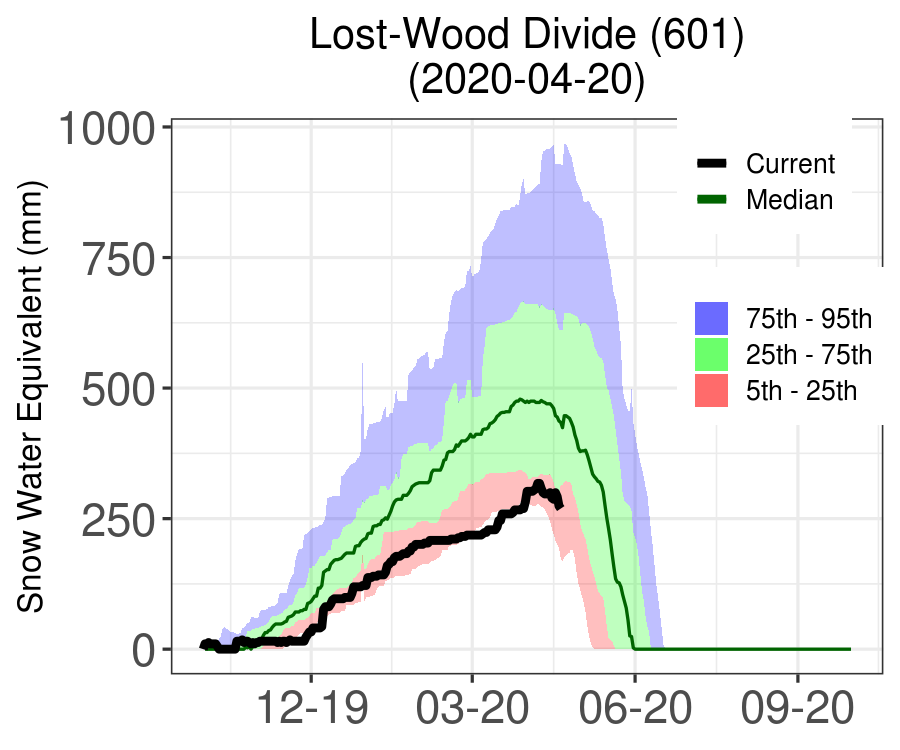 Lost-Wood Divide (601)
(2020-04-20)
Snow Water Equivalent (mm)
1000
750
500
250
0
12-19
03-20
06-20
09-20
Current
Median
75th - 95th
25th - 75th
5th - 25th